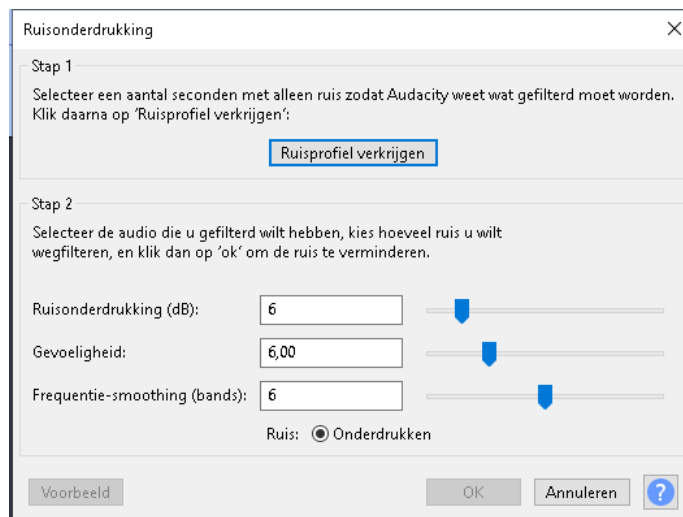 Ruisonderdrukking
Stap 1
Selecteer een aantal seconden met alleen ruis zodat Audacity weet wat gefilterd moet worden.
Klik daarna op 'Ruisprofiel verkrijgen':
Ruisprofiel verkrijgen
Stap 2
Selecteer de audio die u gefilterd wilt hebben, kies hoeveel ruis u wilt
wegfilteren, en klik dan op 'ok' om de ruis te verminderen.
Ruisonderdrukking (dB): 6
Gevoeligheid: 6,00
Frequentie-smoothing (bands): 6
Ruis: Onderdrukken
Voorbeeld OK Annuleren ?